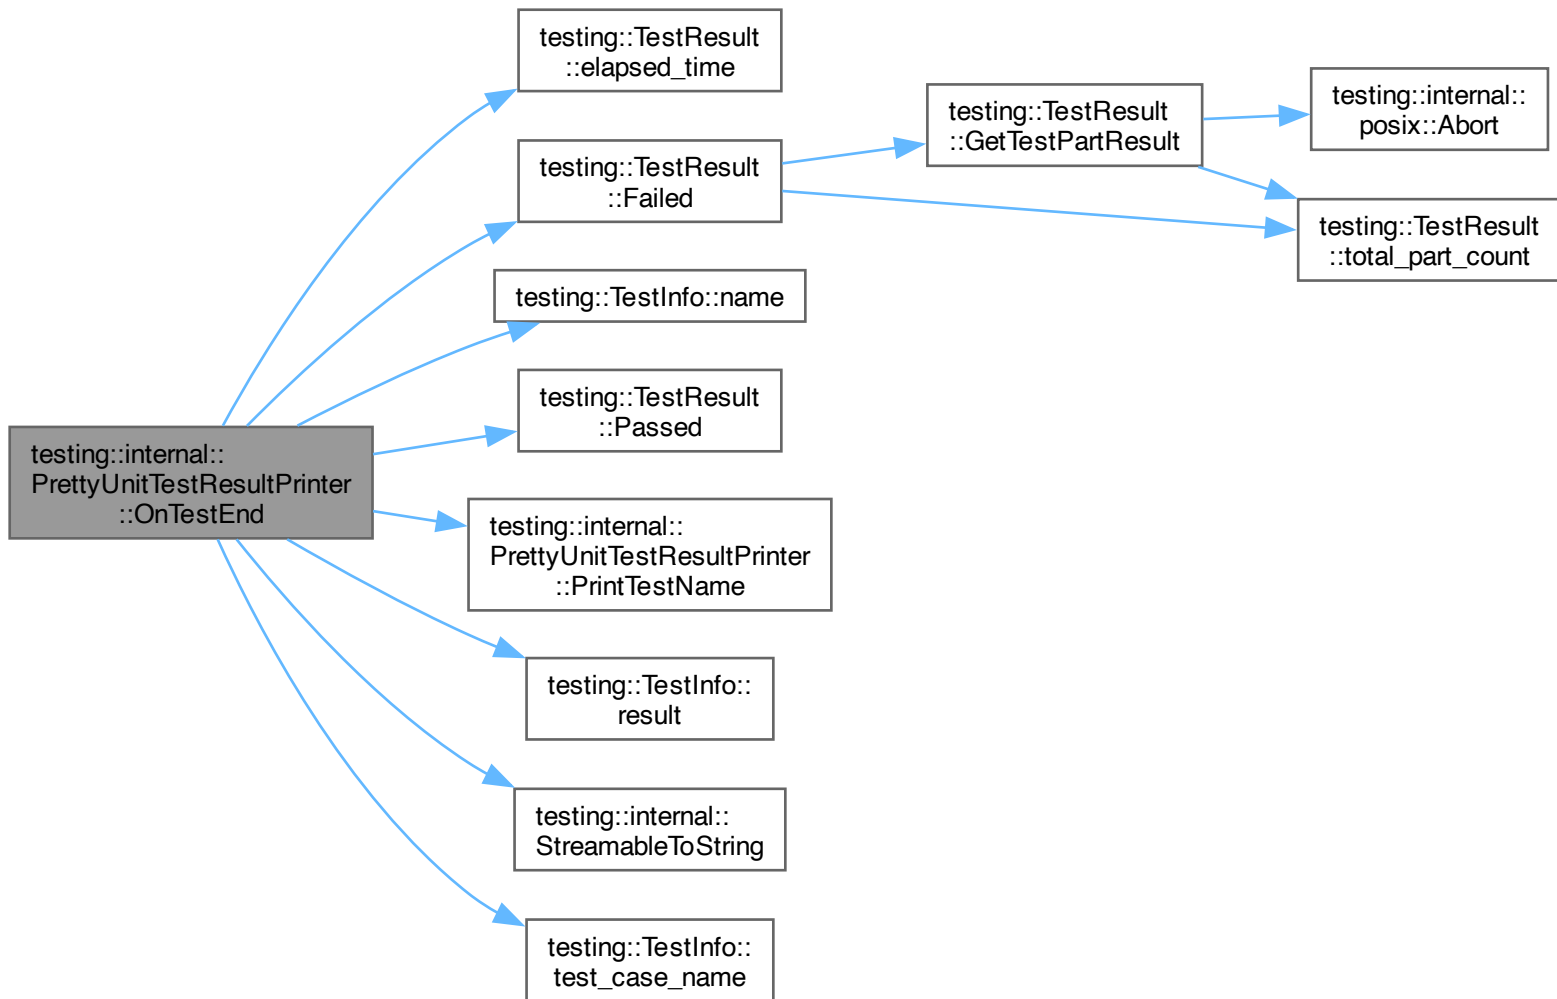 testing::TestResult
::elapsed_time
testing::TestResult
::Failed
testing::TestResult
::GetTestPartResult
testing::internal::
posix::Abort
testing::TestResult
::total_part_count
testing::TestInfo::name
testing::TestResult
::Passed
testing::internal::
PrettyUnitTestResultPrinter
::OnTestEnd
testing::internal::
PrettyUnitTestResultPrinter
::PrintTestName
testing::TestInfo::
result
testing::internal::
StreamableToString
testing::TestInfo::
test_case_name